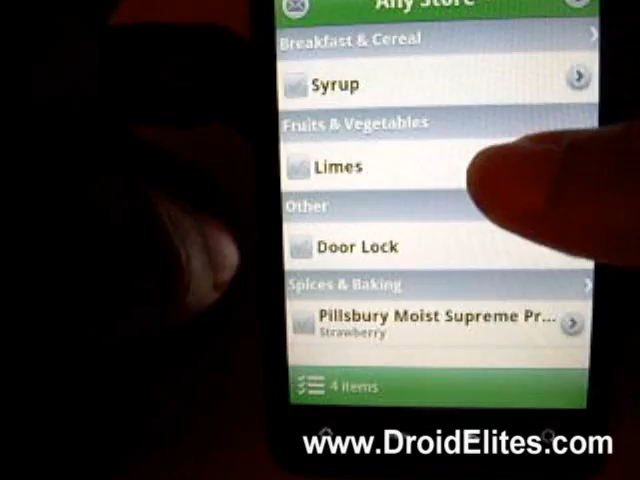 Any Store
Breakfast & Cereal
Syrup
Fruits & Vegetables
Limes
Other
Door Lock
Spices & Baking
Pillsbury Moist Supreme Pr...
Strawberry
4 items
www.DroidElites.com